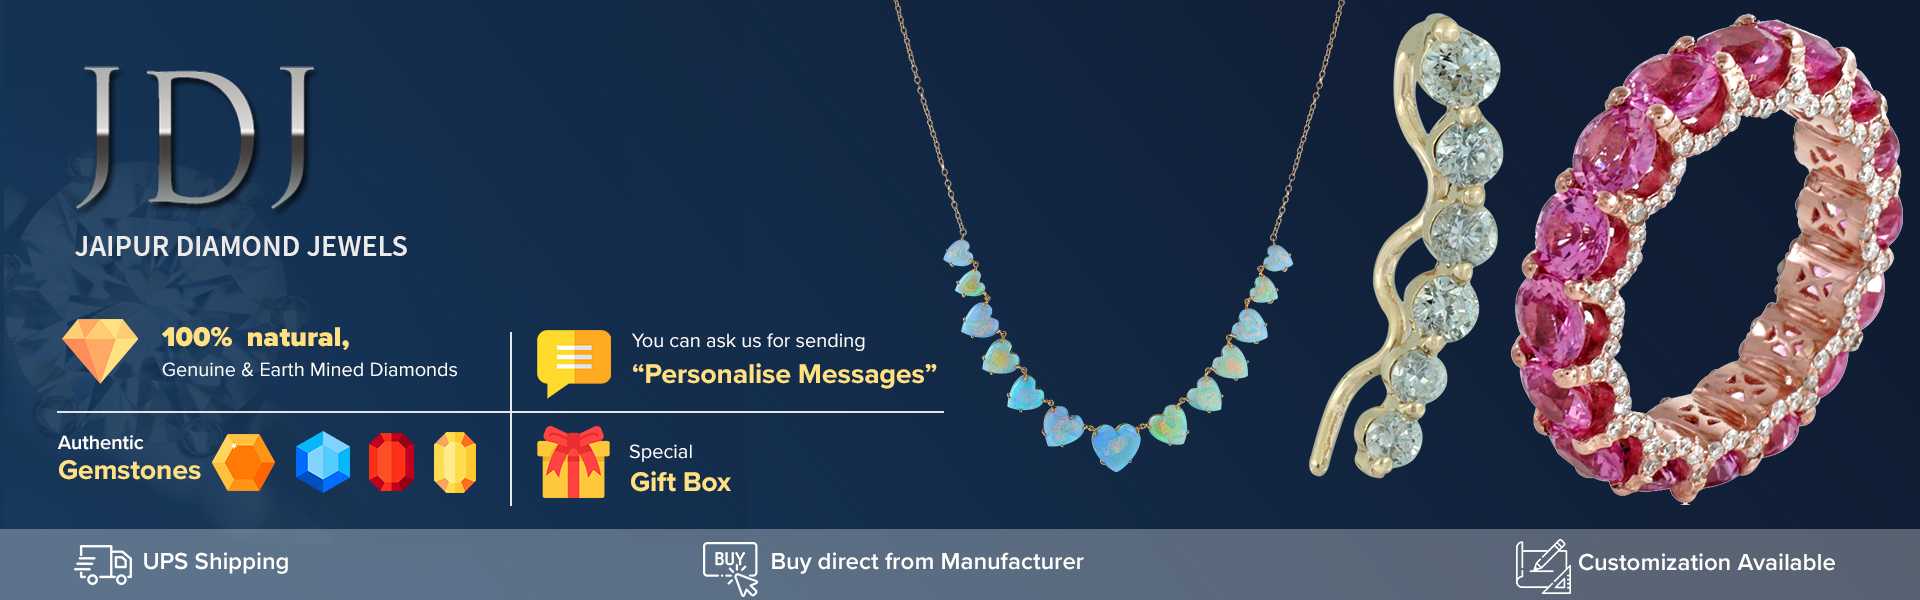 JDJ
JAIPUR DIAMOND JEWELS
100% natural,
Genuine & Earth Mined Diamonds
You can ask us for sending
“Personalise Messages”
Authentic
Gemstones
Special
Gift Box
UPS Shipping
BUY
Buy direct from Manufacturer
Customization Available